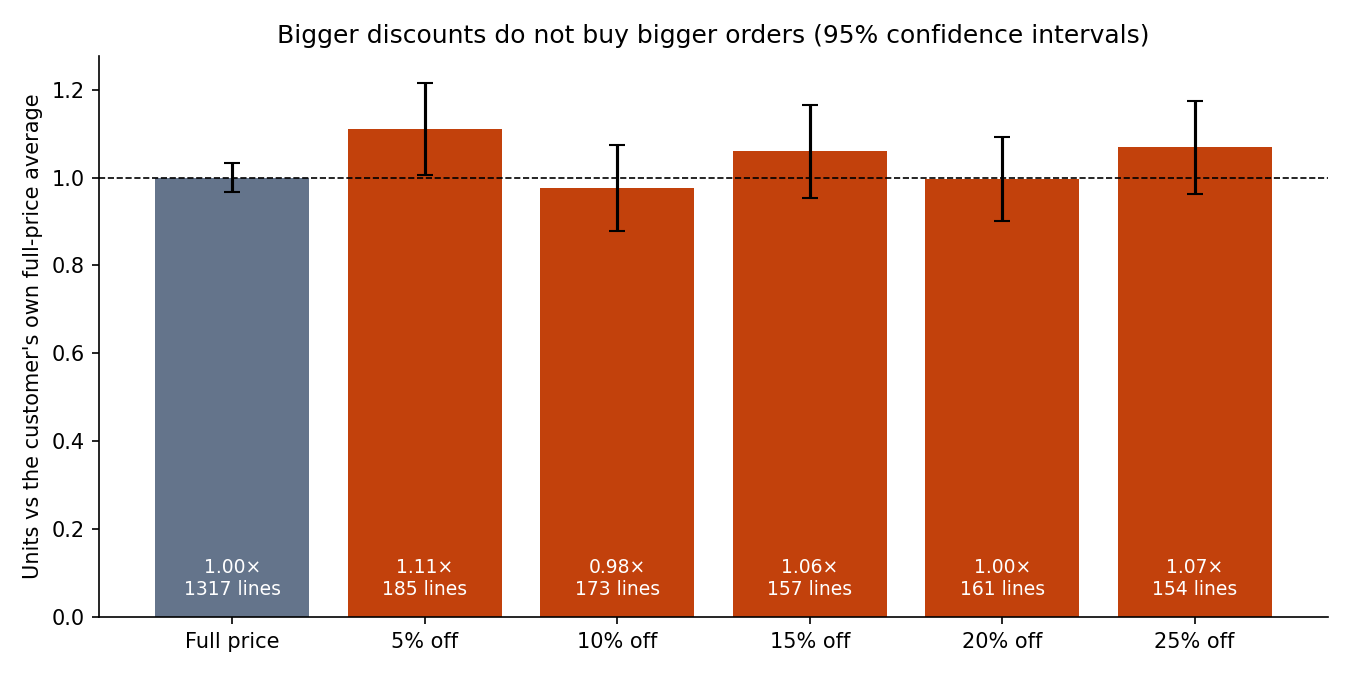 Bigger discounts do not buy bigger orders (95% confidence intervals)
Units vs the customer's own full-price average
1.2
1.0
0.8
0.6
0.4
0.2
0.0
1.00×
1317 lines
1.11×
185 lines
0.98×
173 lines
1.06×
157 lines
1.00×
161 lines
1.07×
154 lines
Full price
5% off
10% off
15% off
20% off
25% off